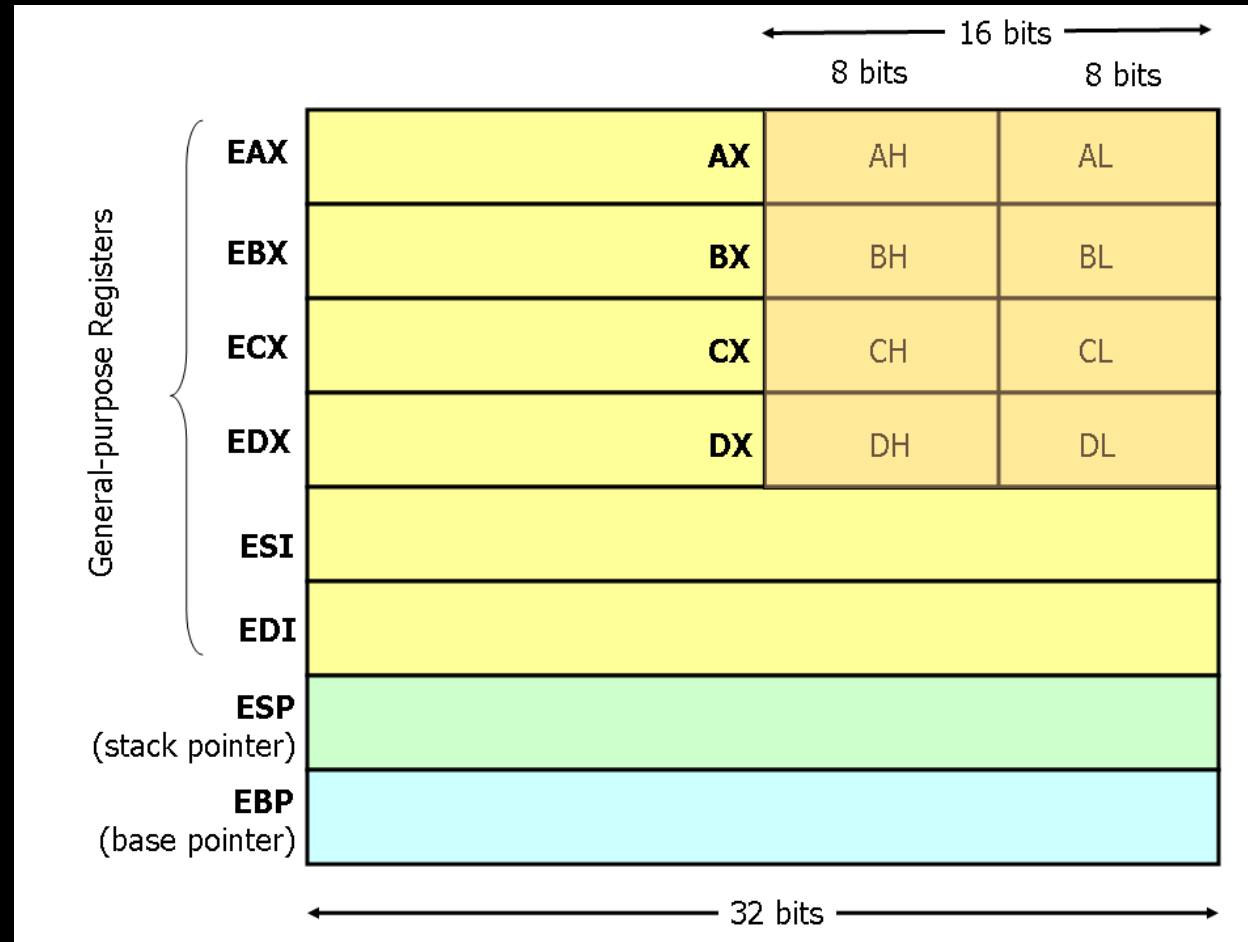 16 bits
8 bits 8 bits
General-purpose Registers
EAX AX AH AL
EBX BX BH BL
ECX CX CH CL
EDX DX DH DL
ESI
EDI
ESP
(stack pointer)
EBP
(base pointer)
32 bits